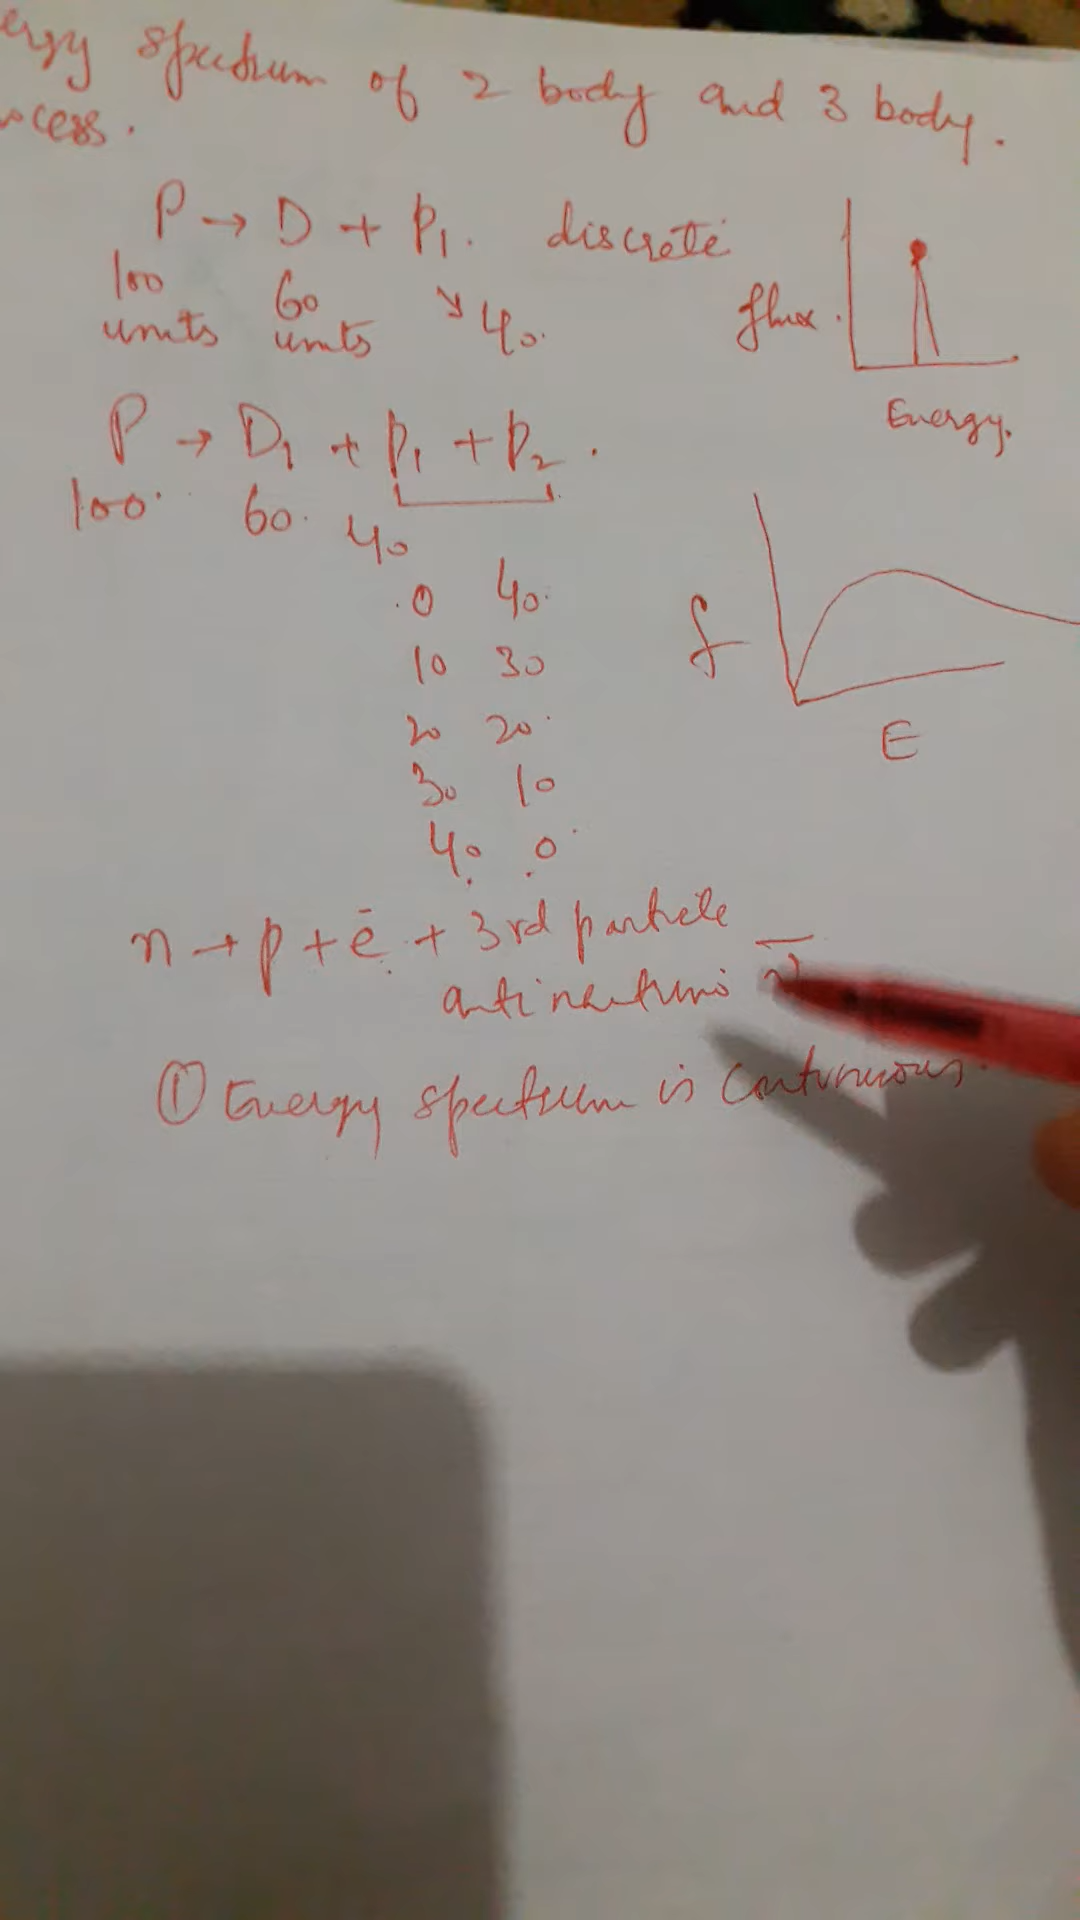 ergy spectrum of 2 body and 3 body.
ocess.
P → D + P₁. discrete
100 60 ↘ 40.
units units
flux.
Energy.
P → D₁ + P₁ + P₂.
100. 60. 40
0 40.
10 30
20 20.
30 10
40 0
f
E
n → p + ē + 3rd particle
antineutrino ν̅
① Energy spectrum is continuous.